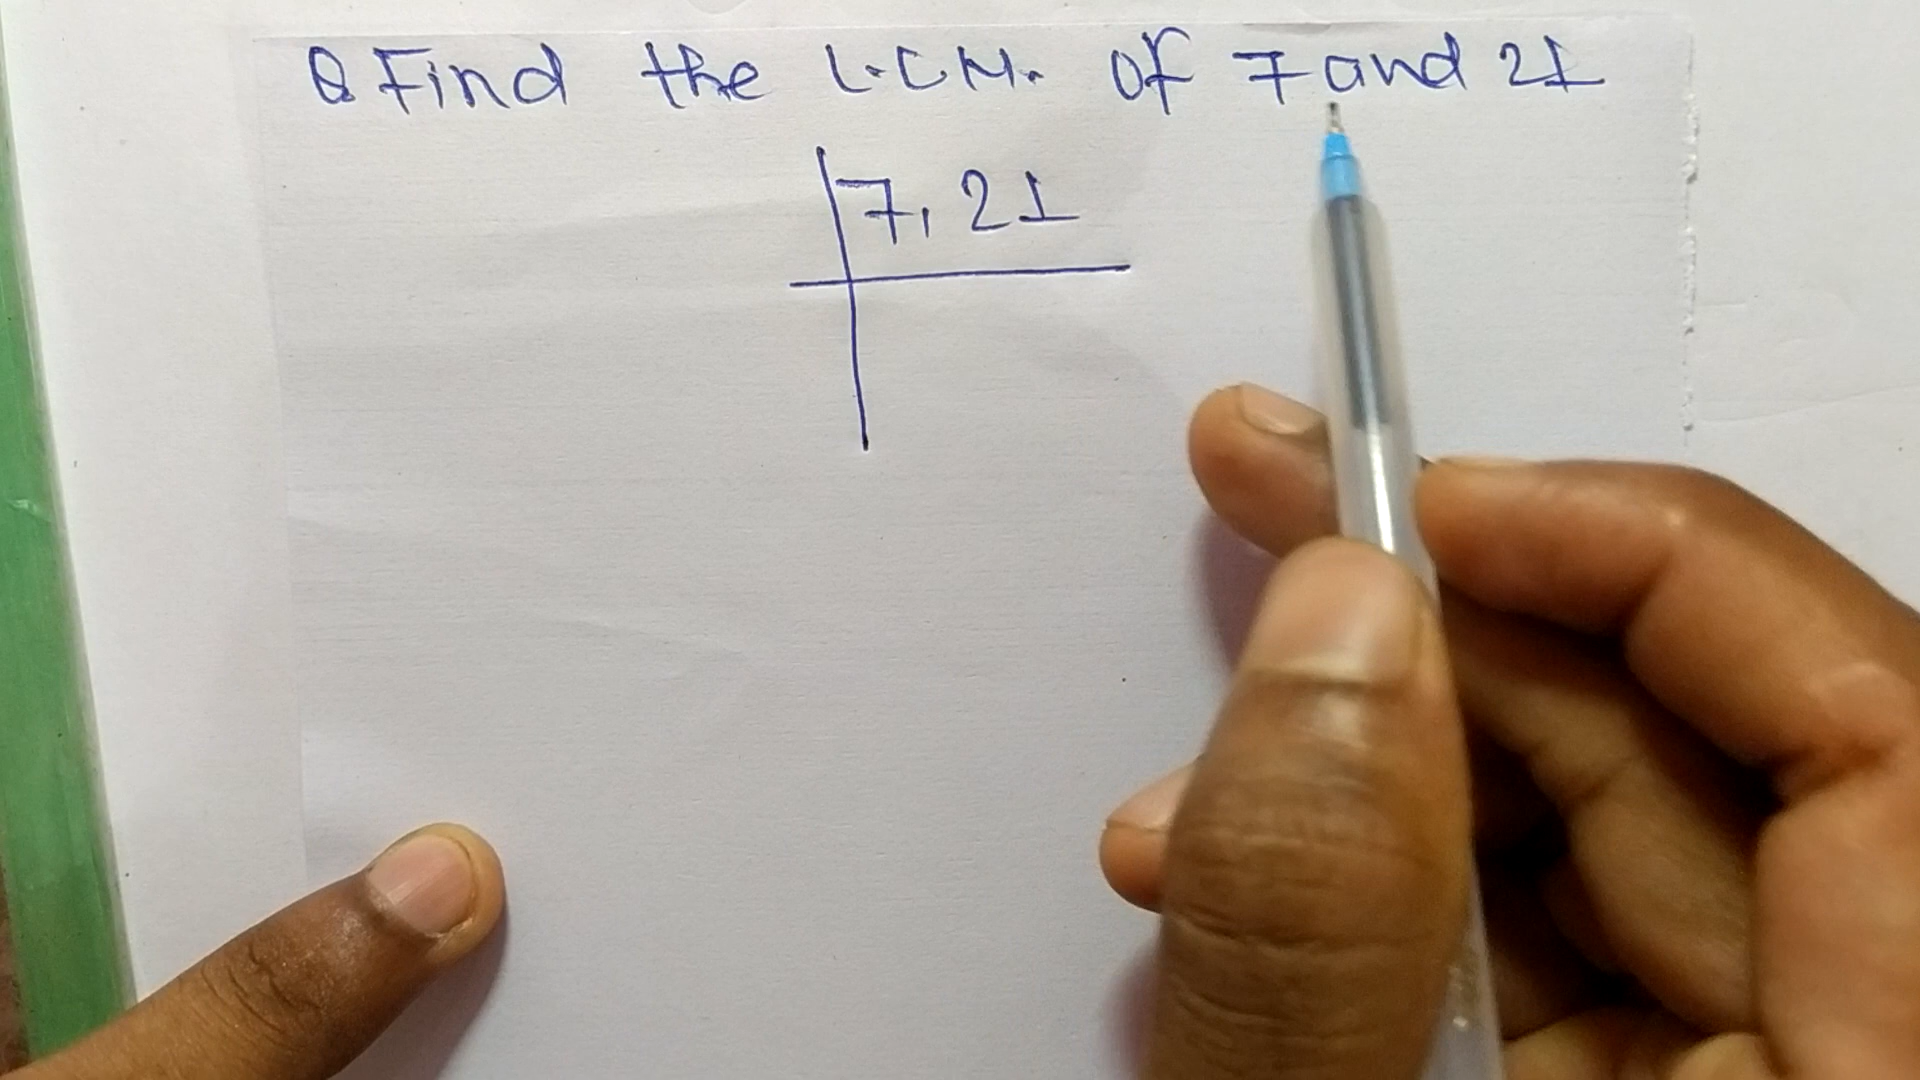 Q Find the L.C.M. of 7 and 21
7, 21